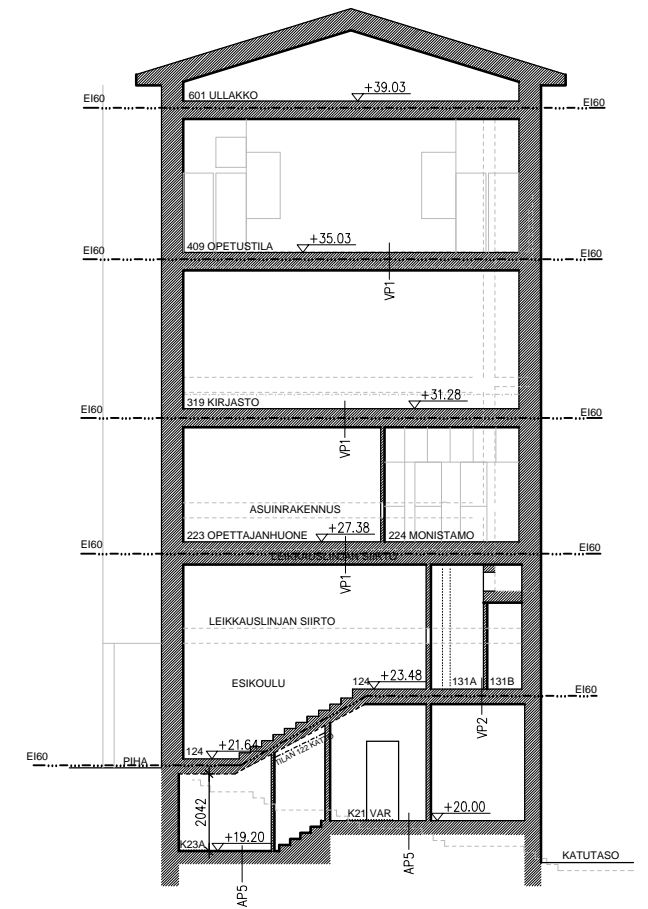 +39.03
601 ULLAKKO
EI60
EI60
+35.03
EI60
409 OPETUSTILA
EI60
VP1
+31.28
319 KIRJASTO
EI60
EI60
VP1
ASUINRAKENNUS
+27.38
223 OPETTAJANHUONE
224 MONISTAMO
EI60
EI60
LEIKKAUSLINJAN SIIRTO
VP1
LEIKKAUSLINJAN SIIRTO
ESIKOULU
124
+23.48
131A
131B
EI60
VP2
124
+21.64
TILAN 122 KATTO
EI60
PIHA
2042
K21 VAR.
+20.00
K23A
+19.20
KATUTASO
AP5
AP5